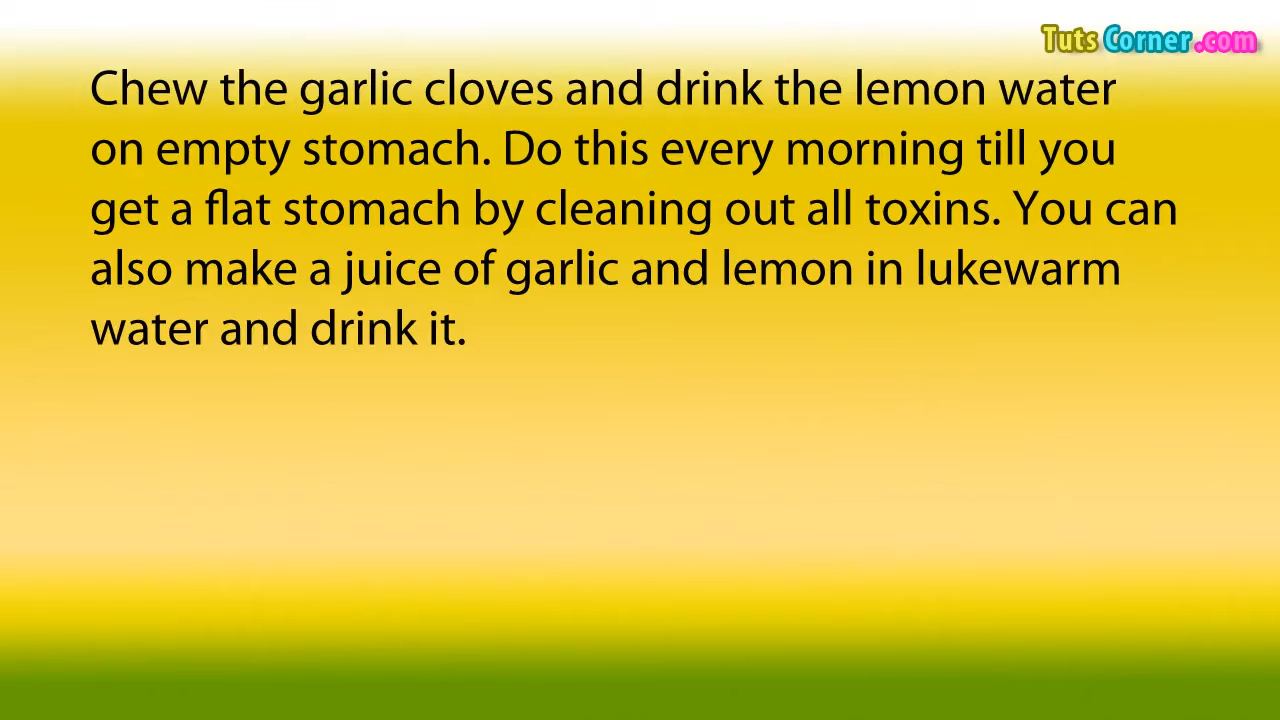 Tuts Corner.com
Chew the garlic cloves and drink the lemon water
on empty stomach. Do this every morning till you
get a flat stomach by cleaning out all toxins. You can
also make a juice of garlic and lemon in lukewarm
water and drink it.